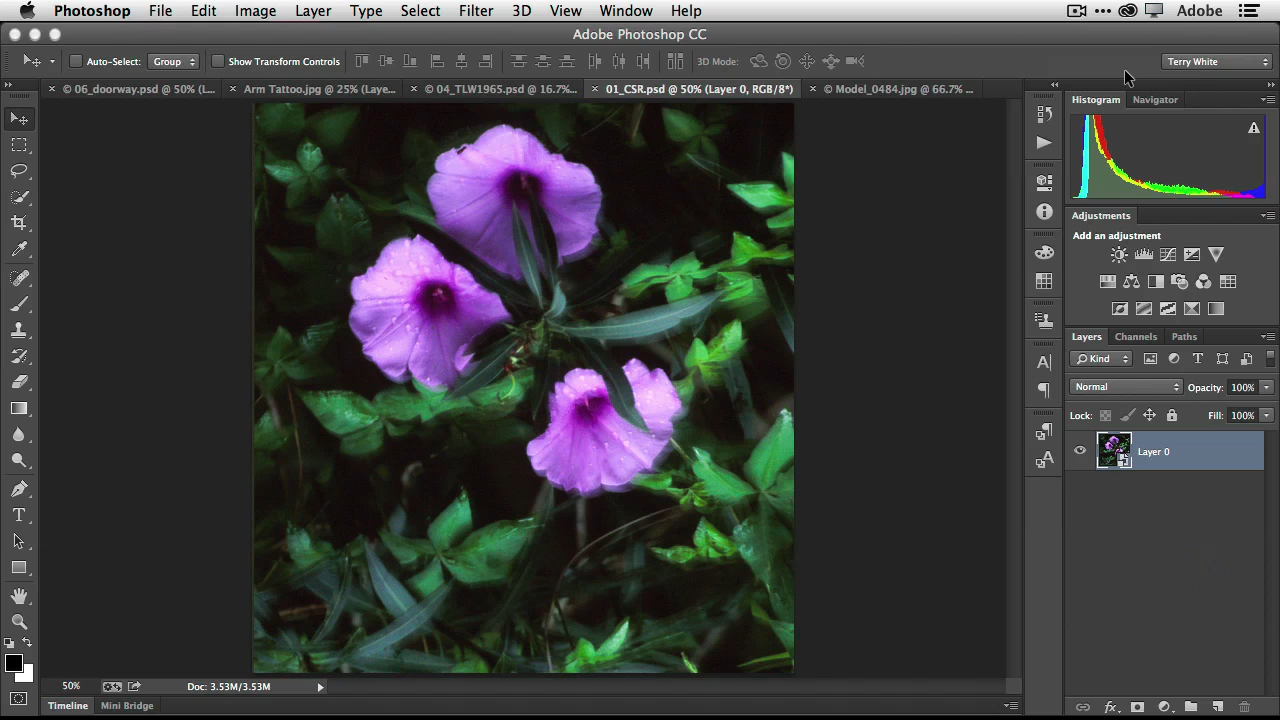 Photoshop File Edit Image Layer Type Select Filter 3D View Window Help Adobe
Adobe Photoshop CC
Auto-Select: Group Show Transform Controls 3D Mode: Terry White
× © 06_doorway.psd @ 50% (L... × Arm Tattoo.jpg @ 25% (Laye... × © 04_TLW1965.psd @ 16.7%... × 01_CSR.psd @ 50% (Layer 0, RGB/8*) × © Model_0484.jpg @ 66.7% ...
Histogram Navigator
Adjustments
Add an adjustment
Layers Channels Paths
Kind
Normal Opacity: 100%
Lock: Fill: 100%
Layer 0
50% Doc: 3.53M/3.53M
Timeline Mini Bridge